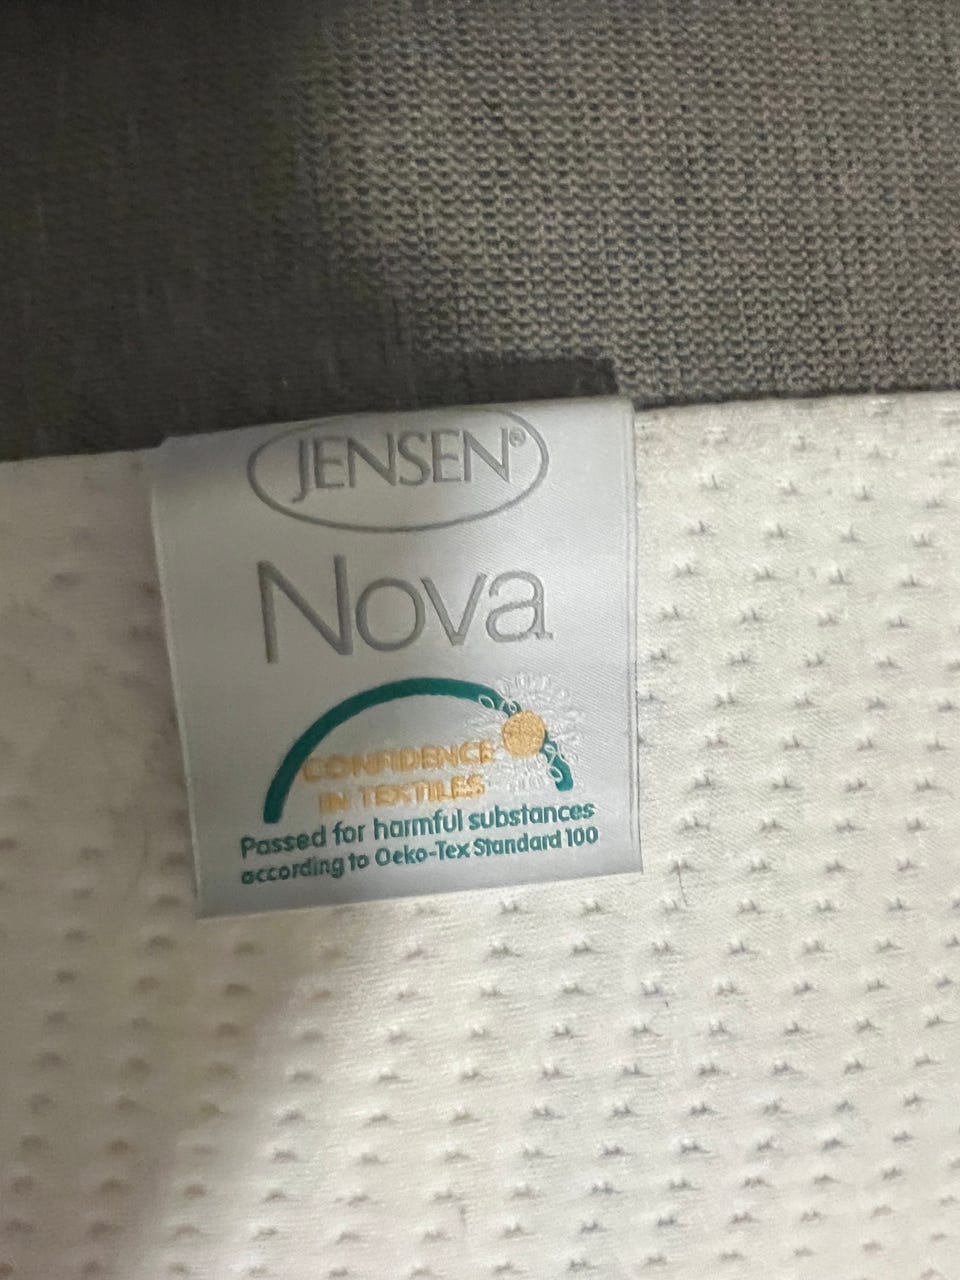 JENSEN®
Nova
CONFIDENCE
IN TEXTILES
Passed for harmful substances
according to Oeko-Tex Standard 100